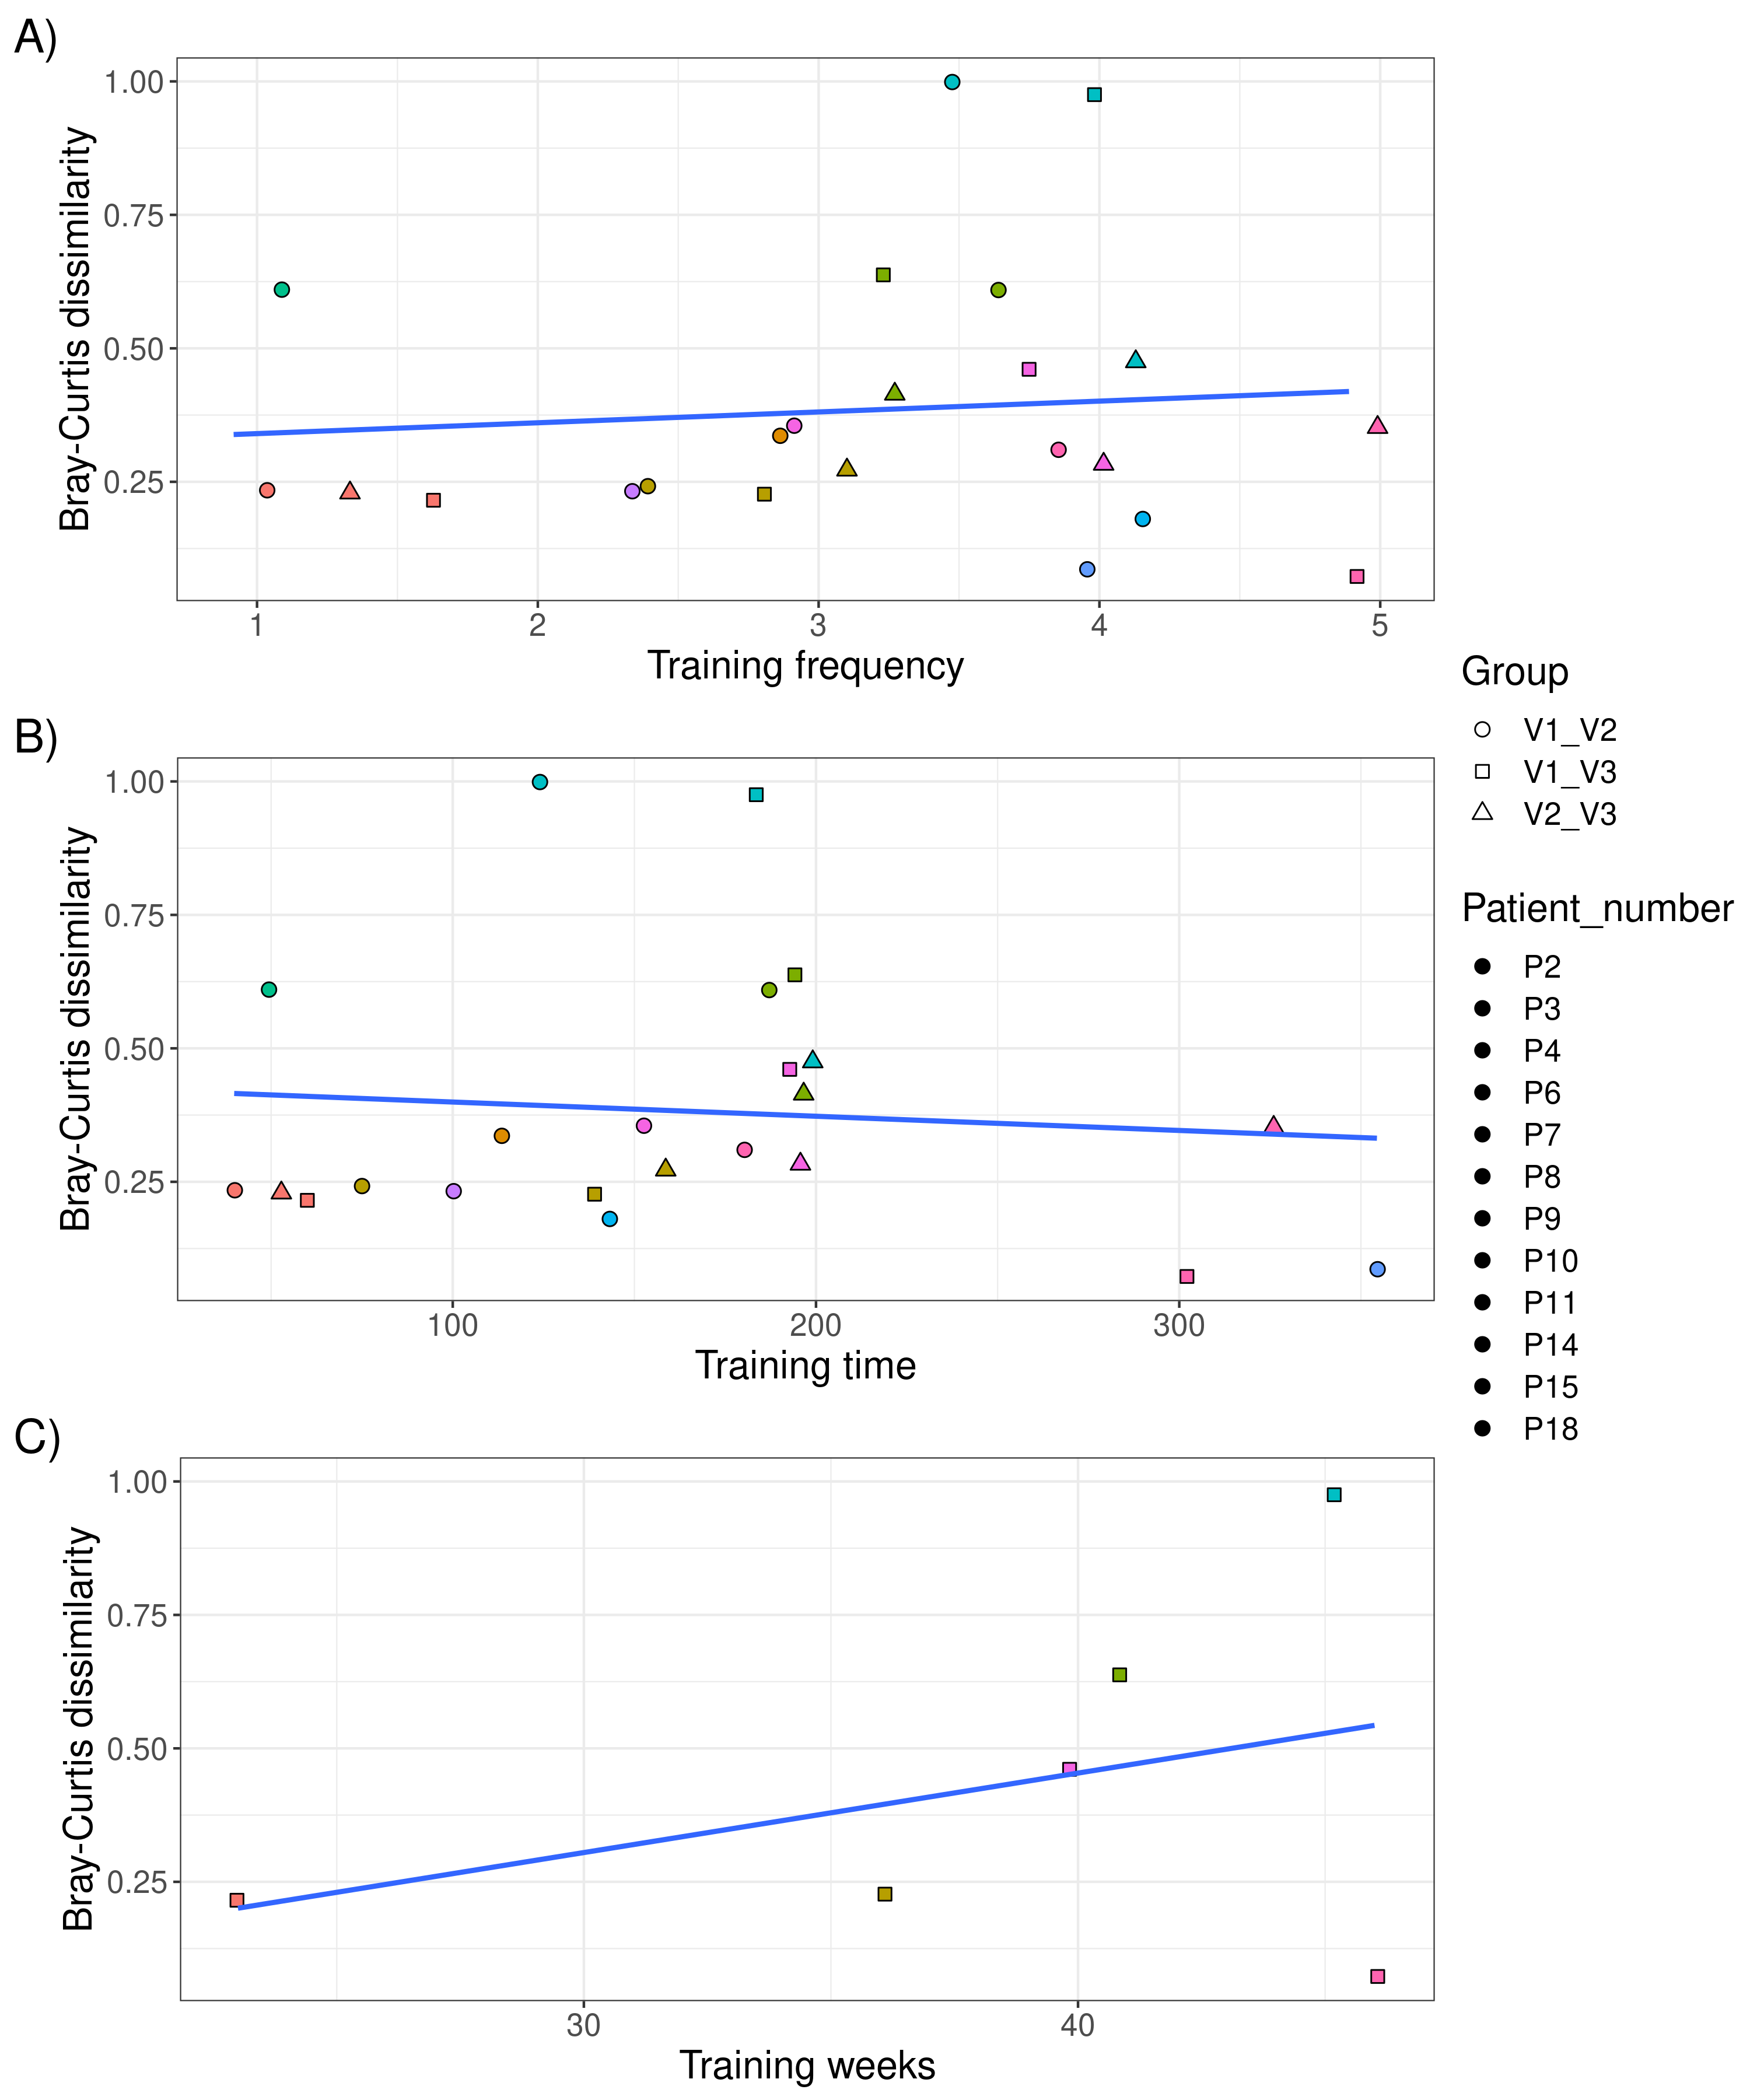 A)
1.00
0.75
0.50
0.25
Bray-Curtis dissimilarity
1 2 3 4 5
Training frequency
B)
1.00
0.75
0.50
0.25
Bray-Curtis dissimilarity
100 200 300
Training time
C)
1.00
0.75
0.50
0.25
Bray-Curtis dissimilarity
30 40
Training weeks
Group
V1_V2
V1_V3
V2_V3
Patient_number
P2
P3
P4
P6
P7
P8
P9
P10
P11
P14
P15
P18